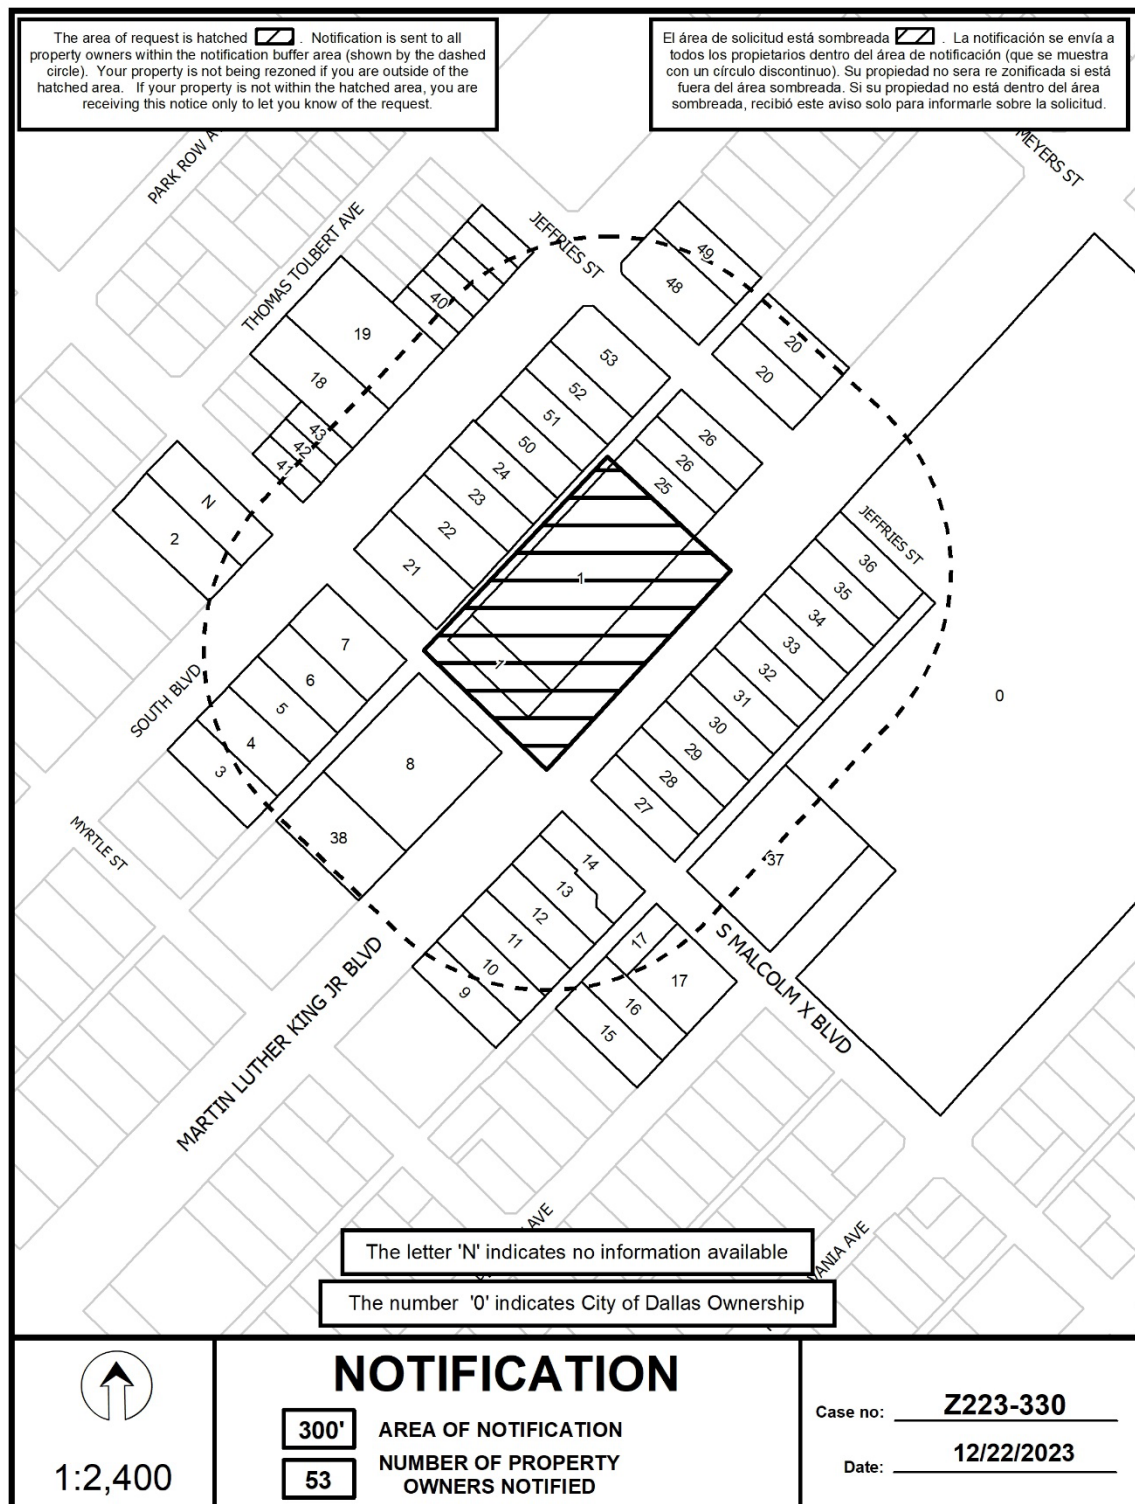 The area of request is hatched . Notification is sent to all
property owners within the notification buffer area (shown by the dashed
circle). Your property is not being rezoned if you are outside of the
hatched area. If your property is not within the hatched area, you are
receiving this notice only to let you know of the request.
El área de solicitud está sombreada . La notificación se envía a
todos los propietarios dentro del área de notificación (que se muestra
con un círculo discontinuo). Su propiedad no sera re zonificada si está
fuera del área sombreada. Si su propiedad no está dentro del área
sombreada, recibió este aviso solo para informarle sobre la solicitud.
PARK ROW
MEYERS ST
THOMAS TOLBERT AVE
JEFFRIES ST
49
48
40
19
20
20
18
53
52
51
50
43
42
41
26
26
25
24
23
22
21
N
2
1
1
JEFFRIES ST
36
35
34
33
32
31
30
29
28
27
0
7
6
5
4
3
SOUTH BLVD
8
38
MYRTLE ST
37
14
13
12
11
10
9
17
17
16
15
S MALCOLM X BLVD
MARTIN LUTHER KING JR BLVD
AVE
VANIA AVE
The letter 'N' indicates no information available
The number '0' indicates City of Dallas Ownership
1:2,400
NOTIFICATION
300' AREA OF NOTIFICATION
53 NUMBER OF PROPERTY
OWNERS NOTIFIED
Case no: Z223-330
Date: 12/22/2023